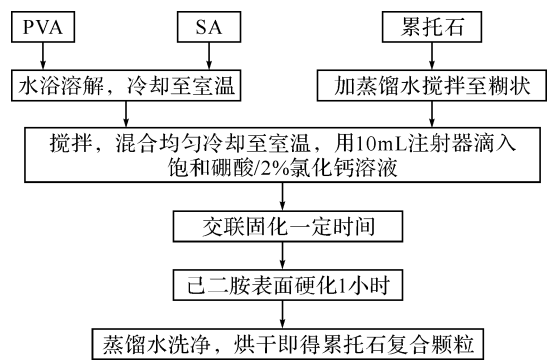 PVA
SA
累托石
水浴溶解，冷却至室温
加蒸馏水搅拌至糊状
搅拌，混合均匀冷却至室温，用10mL注射器滴入
饱和硼酸/2%氯化钙溶液
交联固化一定时间
己二胺表面硬化1小时
蒸馏水洗净，烘干即得累托石复合颗粒